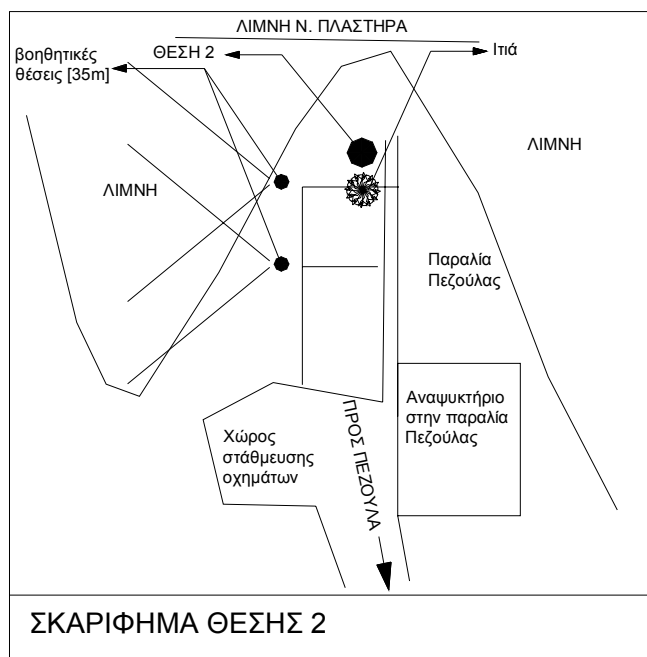 ΛΙΜΝΗ Ν. ΠΛΑΣΤΗΡΑ
βοηθητικές
θέσεις [35m]
ΘΕΣΗ 2
Ιτιά
ΛΙΜΝΗ
ΛΙΜΝΗ
Παραλία
Πεζούλας
Αναψυκτήριο
στην παραλία
Πεζούλας
Χώρος
στάθμευσης
οχημάτων
ΠΡΟΣ ΠΕΖΟΥΛΑ
ΣΚΑΡΙΦΗΜΑ ΘΕΣΗΣ 2